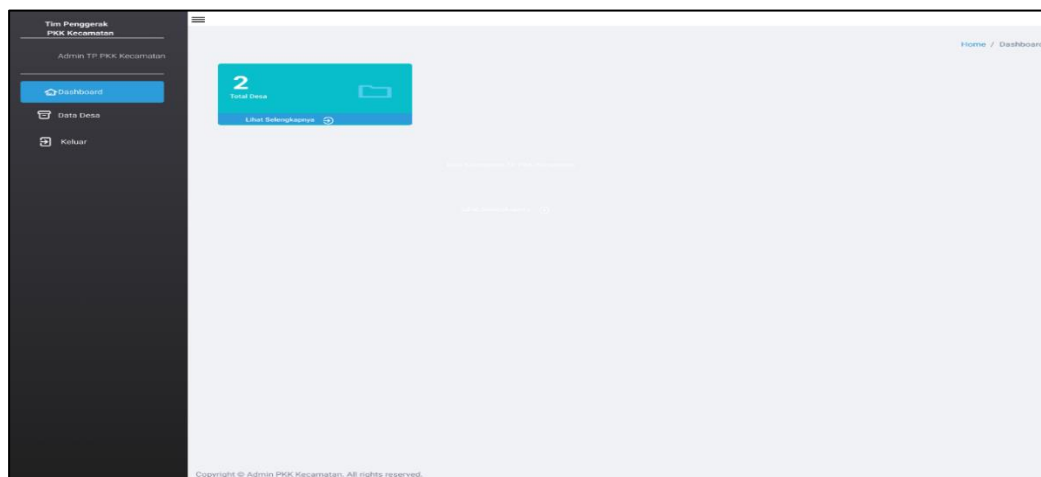 Tim Penggerak
PKK Kecamatan
Admin TP PKK Kecamatan
Dashboard
Data Desa
Keluar
Home / Dashboard
2
Total Desa
Lihat Selengkapnya
Copyright © Admin PKK Kecamatan. All rights reserved.